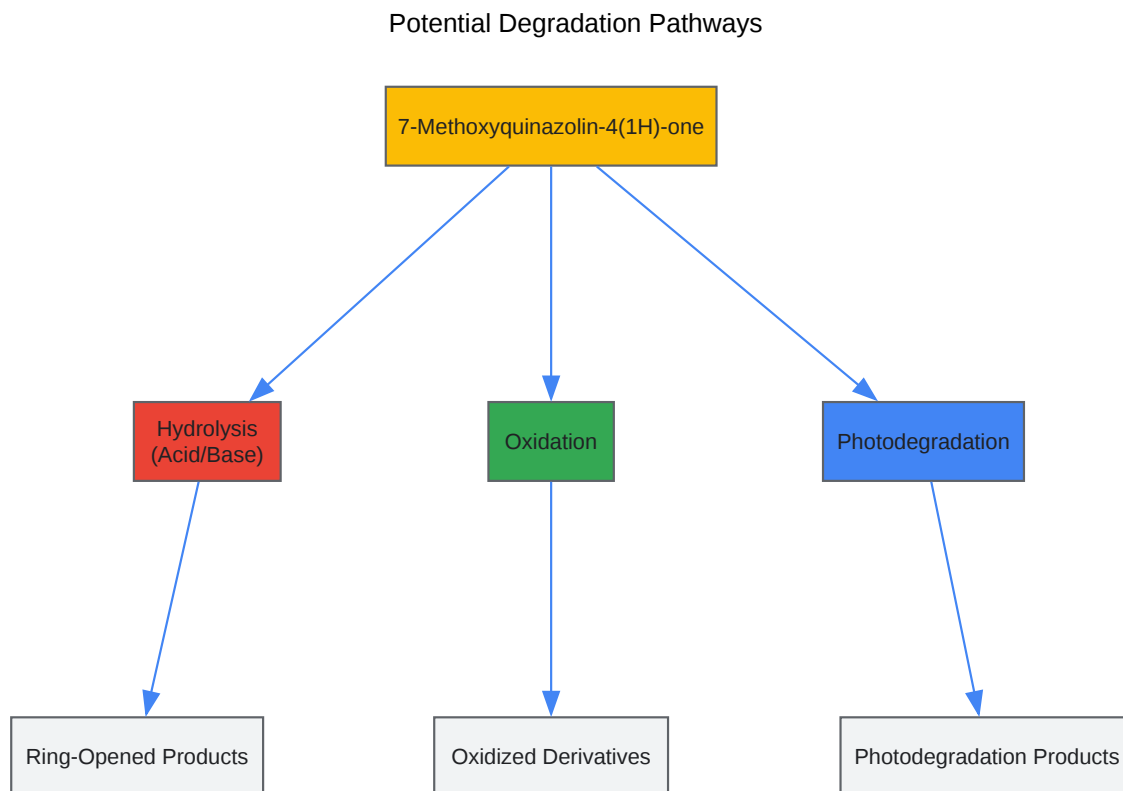 Potential Degradation Pathways
7-Methoxyquinazolin-4(1H)-one
Hydrolysis
(Acid/Base)
Oxidation
Photodegradation
Ring-Opened Products
Oxidized Derivatives
Photodegradation Products